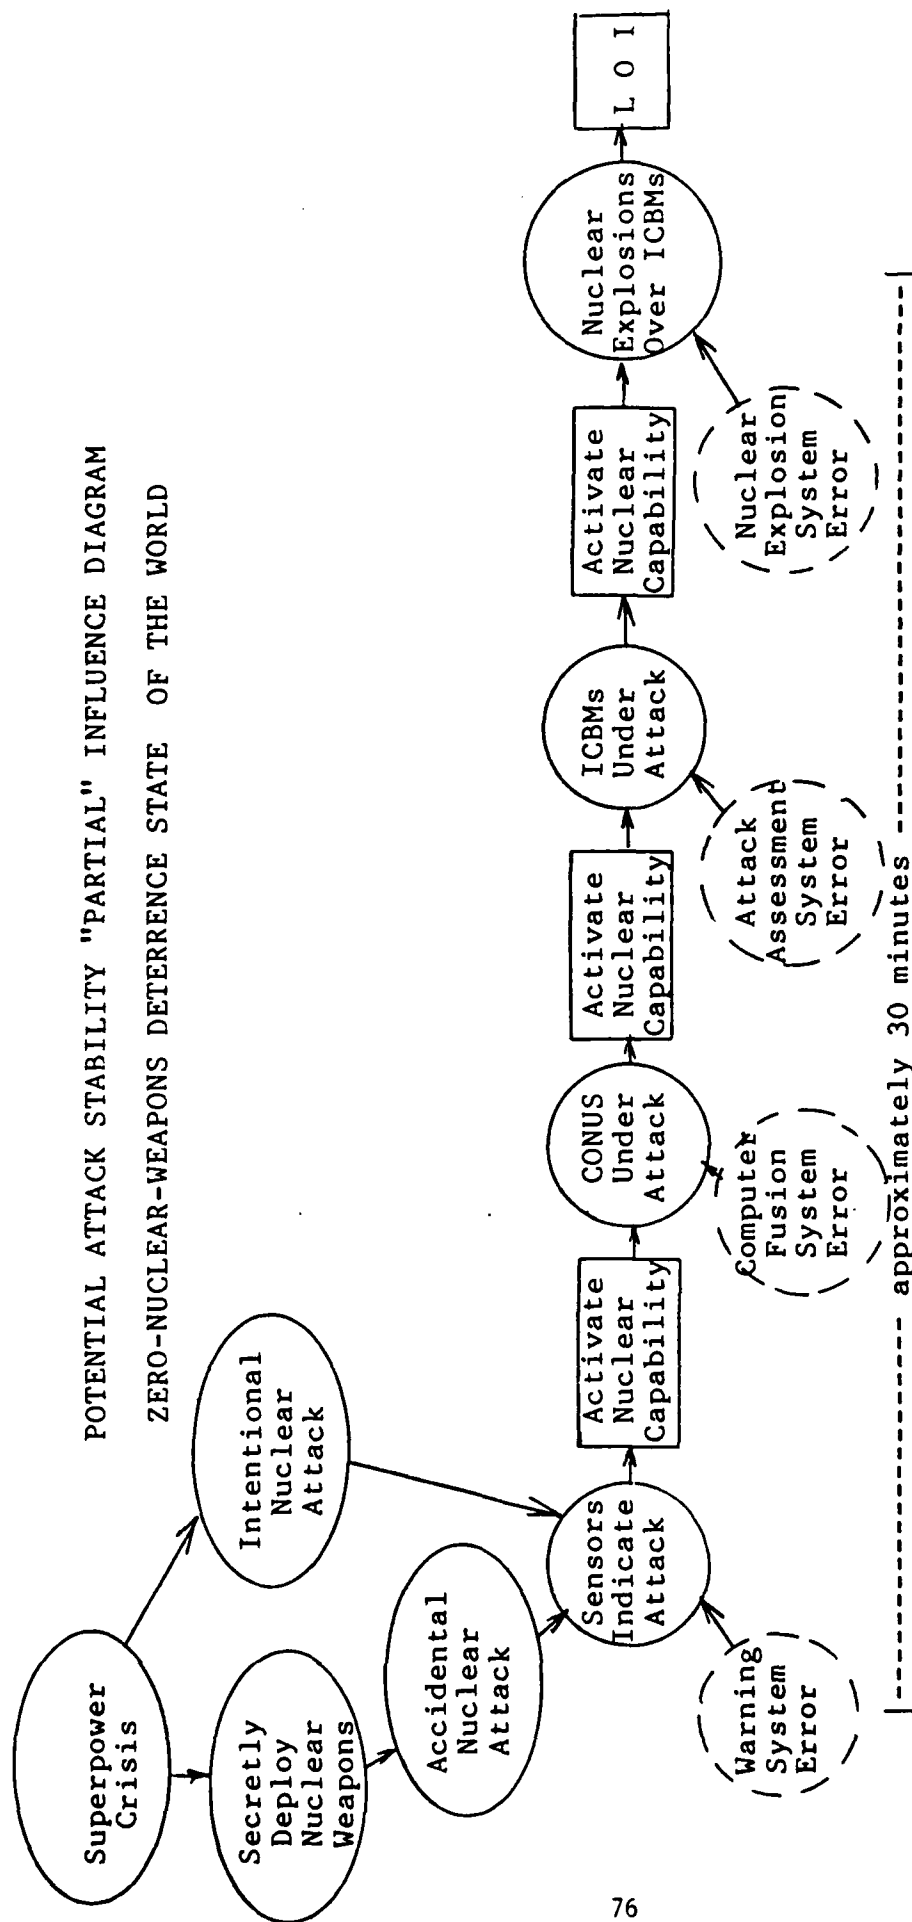 POTENTIAL ATTACK STABILITY "PARTIAL" INFLUENCE DIAGRAM
ZERO-NUCLEAR-WEAPONS DETERRENCE STATE OF THE WORLD
Superpower
Crisis
Secretly
Deploy
Nuclear
Weapons
Intentional
Nuclear
Attack
Accidental
Nuclear
Attack
Sensors
Indicate
Attack
Warning
System
Error
Activate
Nuclear
Capability
CONUS
Under
Attack
Computer
Fusion
System
Error
Activate
Nuclear
Capability
ICBMs
Under
Attack
Attack
Assessment
System
Error
Activate
Nuclear
Capability
Nuclear
Explosions
Over ICBMs
Nuclear
Explosion
System
Error
L O I
approximately 30 minutes
76